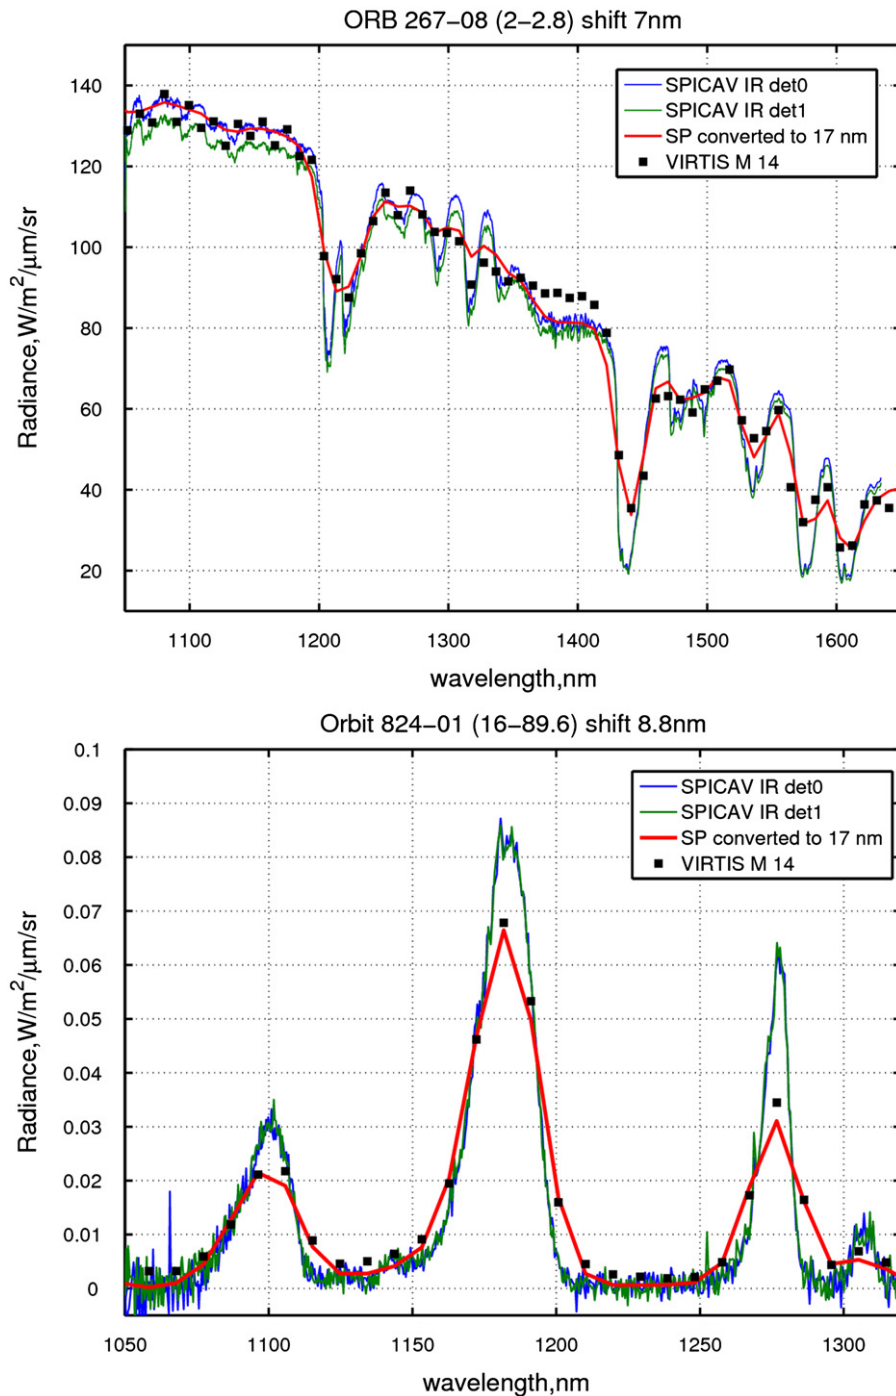 ORB 267−08 (2−2.8) shift 7nm
Radiance,W/m²/μm/sr
140
120
100
80
60
40
20
SPICAV IR det0
SPICAV IR det1
SP converted to 17 nm
VIRTIS M 14
1100 1200 1300 1400 1500 1600
wavelength,nm
Orbit 824−01 (16−89.6) shift 8.8nm
Radiance,W/m²/μm/sr
0.1
0.09
0.08
0.07
0.06
0.05
0.04
0.03
0.02
0.01
0
SPICAV IR det0
SPICAV IR det1
SP converted to 17 nm
VIRTIS M 14
1050 1100 1150 1200 1250 1300
wavelength,nm